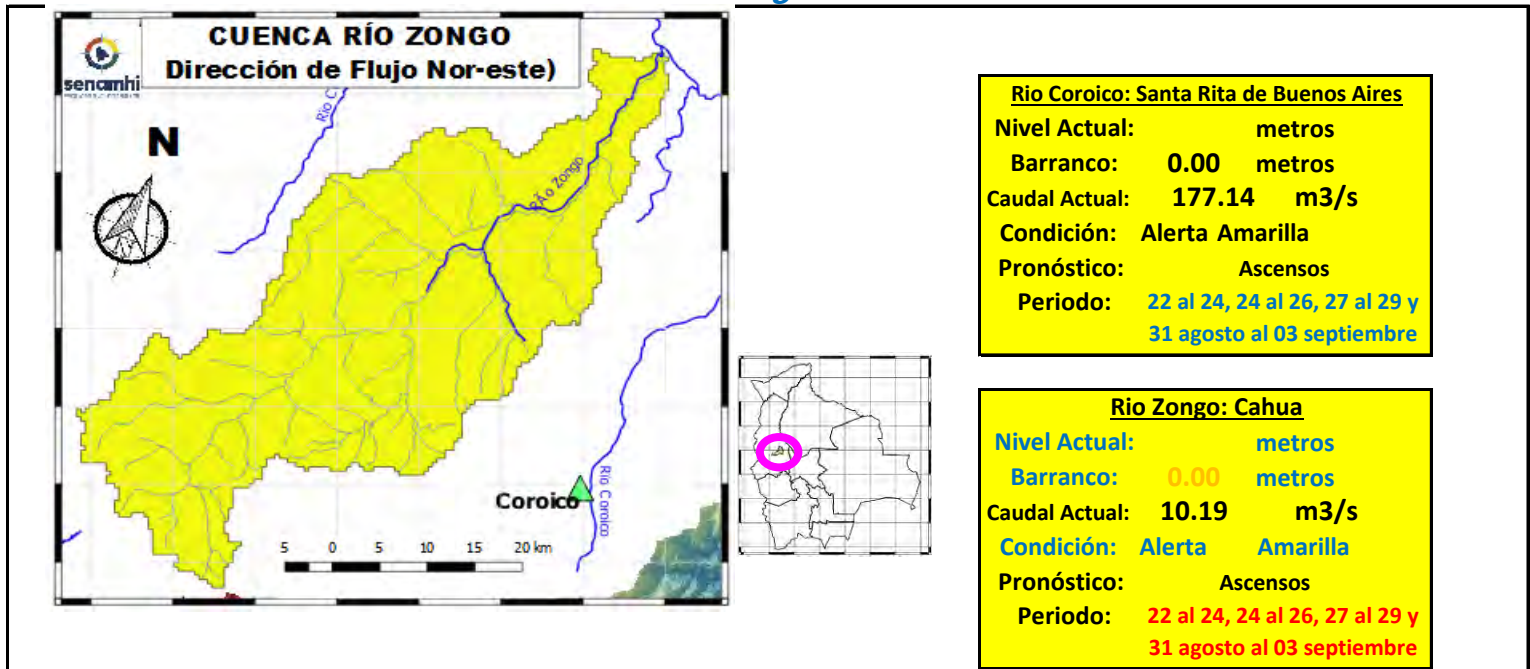 CUENCA RÍO ZONGO
Dirección de Flujo Nor-este)
senamhi
Río C
N
RÃ­o Zongo
Río Coroico
Coroico
5 0 5 10 15 20 km
Rio Coroico: Santa Rita de Buenos Aires
Nivel Actual: metros
Barranco: 0.00 metros
Caudal Actual: 177.14 m3/s
Condición: Alerta Amarilla
Pronóstico: Ascensos
Periodo: 22 al 24, 24 al 26, 27 al 29 y
31 agosto al 03 septiembre
Rio Zongo: Cahua
Nivel Actual: metros
Barranco: 0.00 metros
Caudal Actual: 10.19 m3/s
Condición: Alerta Amarilla
Pronóstico: Ascensos
Periodo: 22 al 24, 24 al 26, 27 al 29 y
31 agosto al 03 septiembre